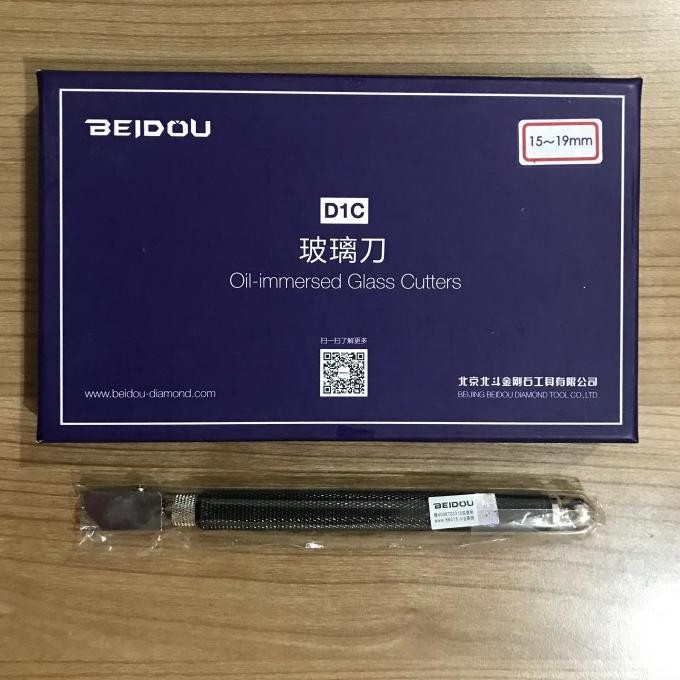 BEIDOU
15~19mm
D1C
玻璃刀
Oil-immersed Glass Cutters
扫一扫了解更多
www.beidou-diamond.com
北京北斗金刚石工具有限公司
BEIJING BEIDOU DIAMOND TOOL CO.,LTD.
BEIDOU